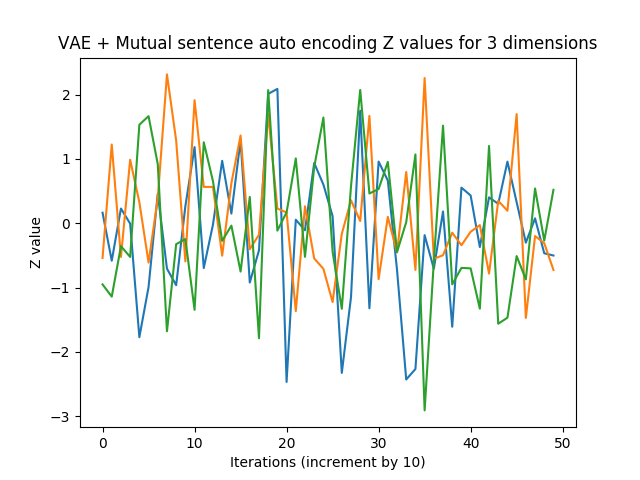 VAE + Mutual sentence auto encoding Z values for 3 dimensions
Z value
2
1
0
−1
−2
−3
0 10 20 30 40 50
Iterations (increment by 10)